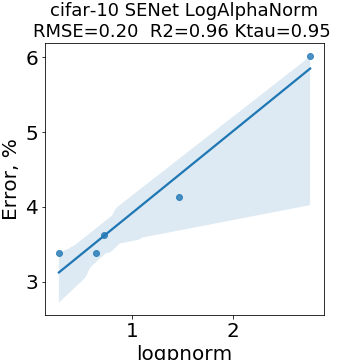 cifar-10 SENet LogAlphaNorm
RMSE=0.20 R2=0.96 Ktau=0.95
Error, %
6
5
4
3
1 2
logpnorm